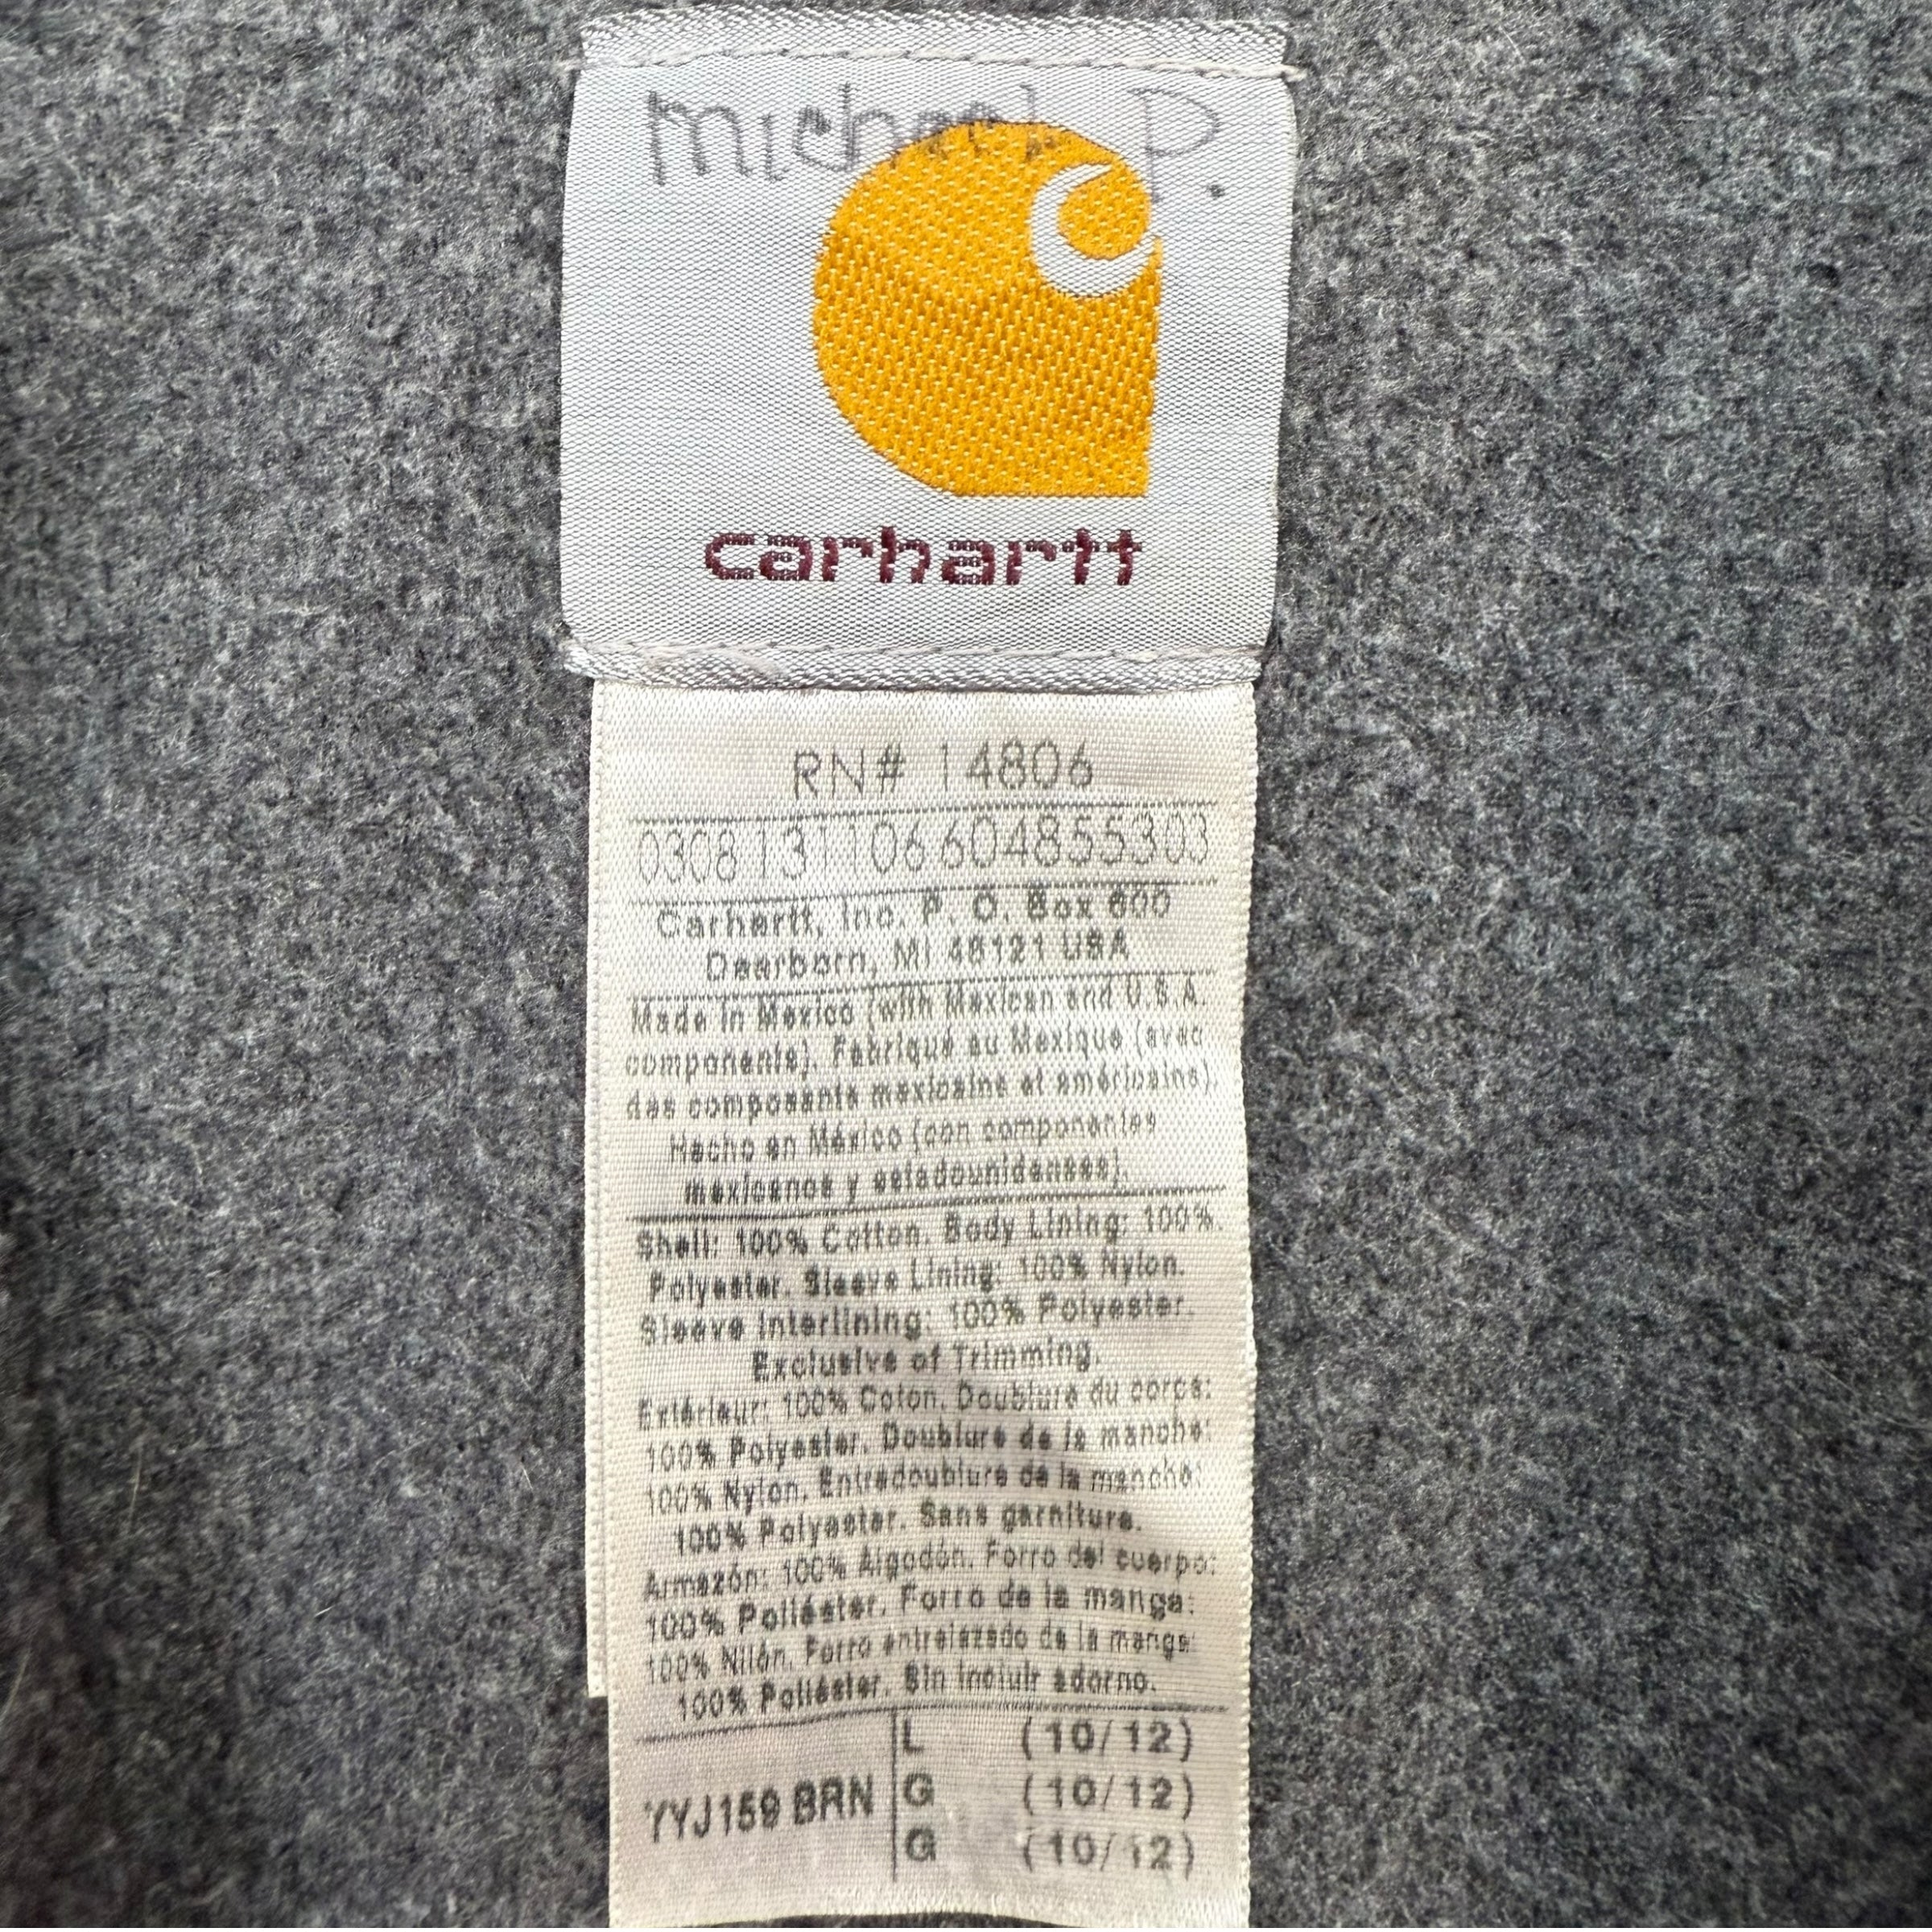 Michael P.
carhartt
RN# 14806
0308131106604855303
Carhartt, Inc. P. O. Box 600
Dearborn, MI 48121 USA
Made in Mexico (with Mexican and U.S.A.
components). Fabriqué au Mexique (avec
des composants mexicains et américains).
Hecho en México (con componentes
mexicanos y estadounidenses).
Shell: 100% Cotton. Body Lining: 100%
Polyester. Sleeve Lining: 100% Nylon.
Sleeve Interlining: 100% Polyester.
Exclusive of Trimming.
Extérieur: 100% Coton. Doublure du corps:
100% Polyester. Doublure de la manche:
100% Nylon. Entredoublure de la manche:
100% Polyester. Sans garniture.
Armazón: 100% Algodón. Forro del cuerpo:
100% Poliéster. Forro de la manga:
100% Nilón. Forro entrelazado de la manga:
100% Poliéster. Sin incluir adorno.
L (10/12)
YYJ159 BRN G (10/12)
G (10/12)